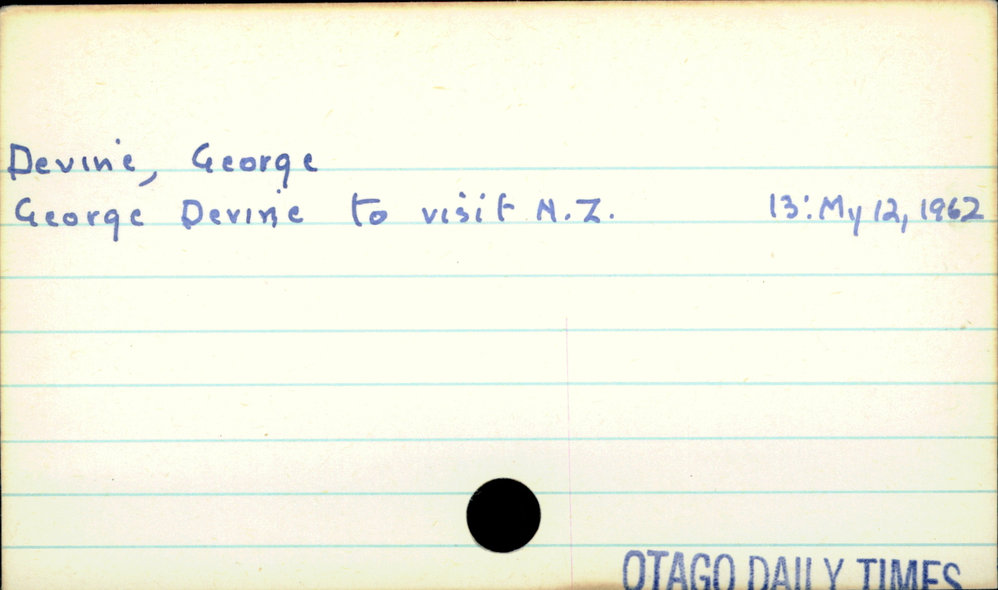 Devine, George
George Devine to visit N.Z. 13: My 12, 1962
OTAGO DAILY TIMES